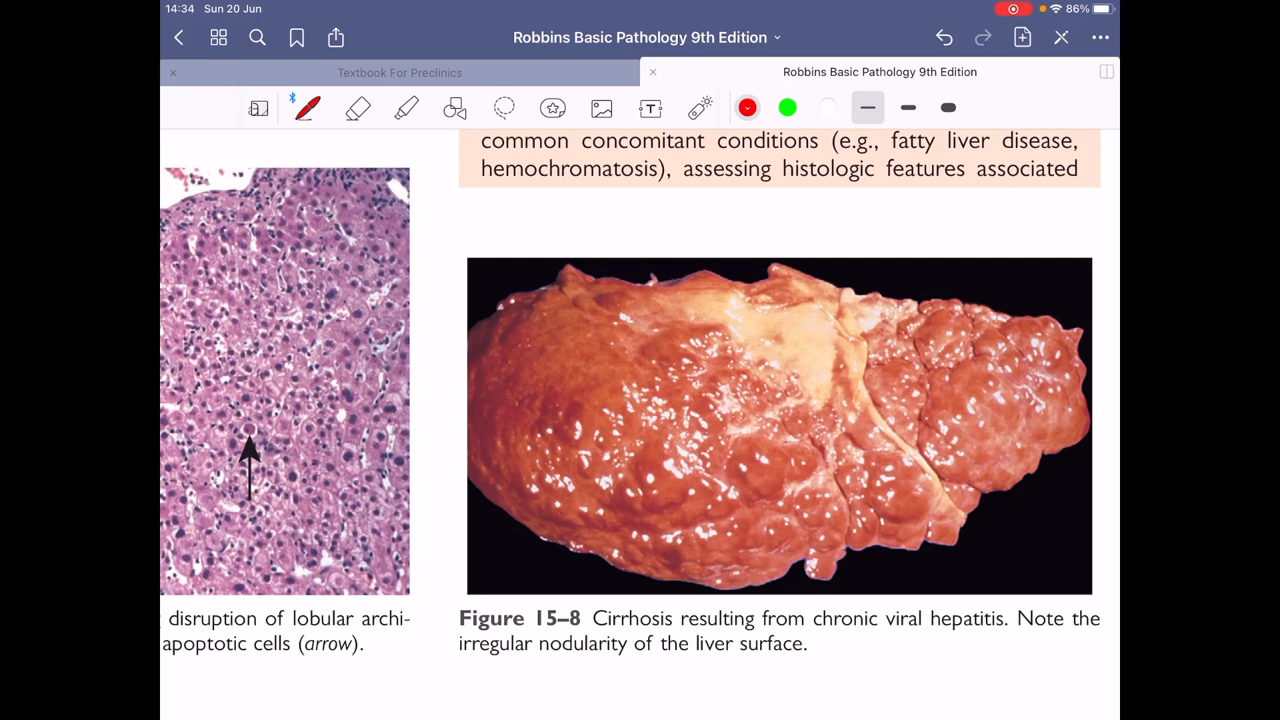 14:34 Sun 20 Jun 86%
Robbins Basic Pathology 9th Edition
Textbook For Preclinics Robbins Basic Pathology 9th Edition
T
common concomitant conditions (e.g., fatty liver disease,
hemochromatosis), assessing histologic features associated
disruption of lobular archi-
apoptotic cells (arrow).
Figure 15–8 Cirrhosis resulting from chronic viral hepatitis. Note the
irregular nodularity of the liver surface.